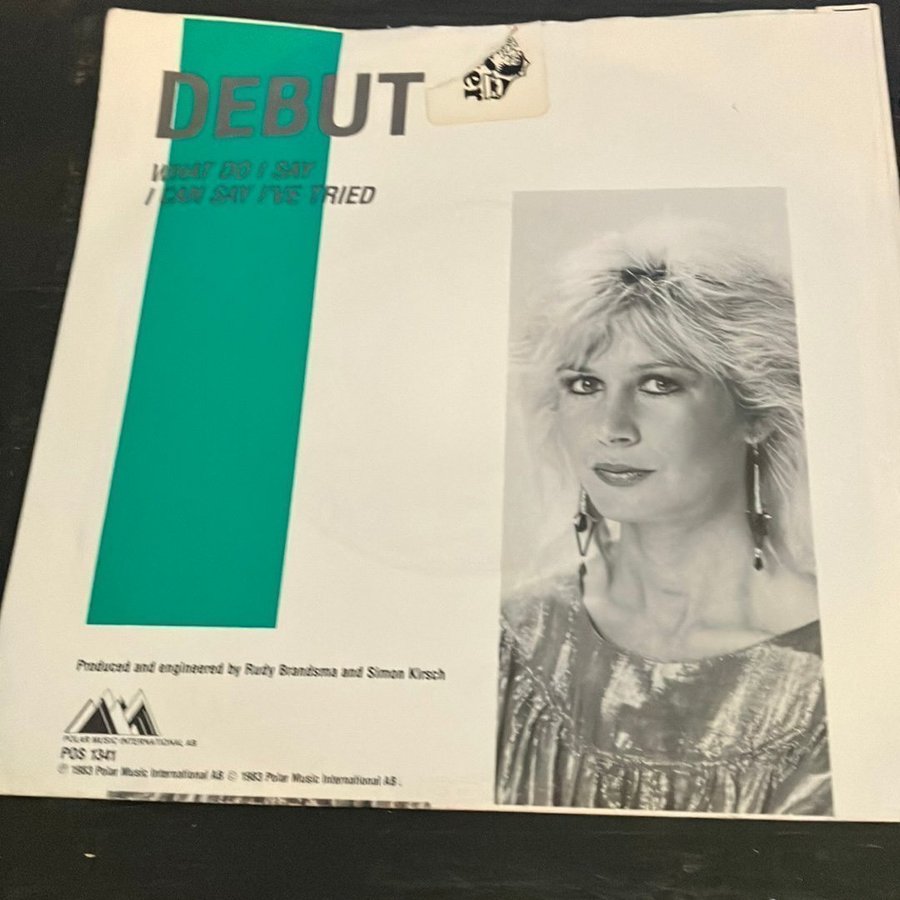 DEBUT
WHAT DO I SAY
I CAN SAY I'VE TRIED
Produced and engineered by Rudy Brandsma and Simon Kirsch
POLAR MUSIC INTERNATIONAL AB
POS 1341
℗ 1983 Polar Music International AB © 1983 Polar Music International AB.